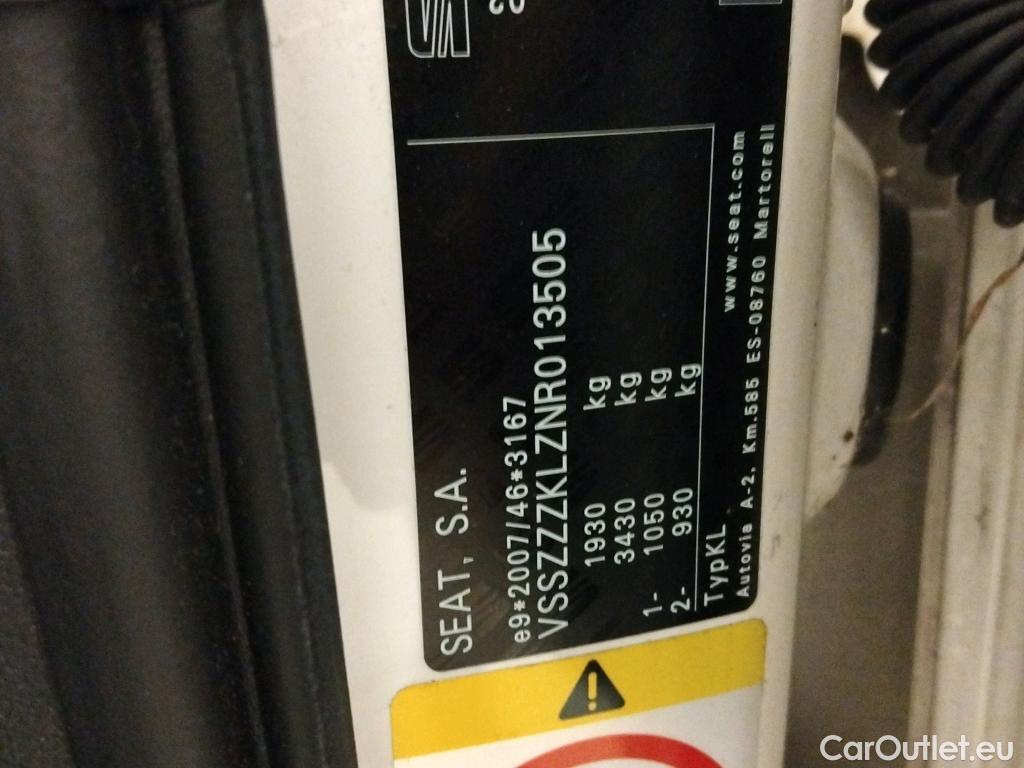 SEAT, S.A.
e9*2007/46*3167
VSSZZZKLZNR013505
1930 kg
3430 kg
1- 1050 kg
2- 930 kg
TypKL www.seat.com
Autovia A-2, Km.585 ES-08760 Martorell
CarOutlet.eu